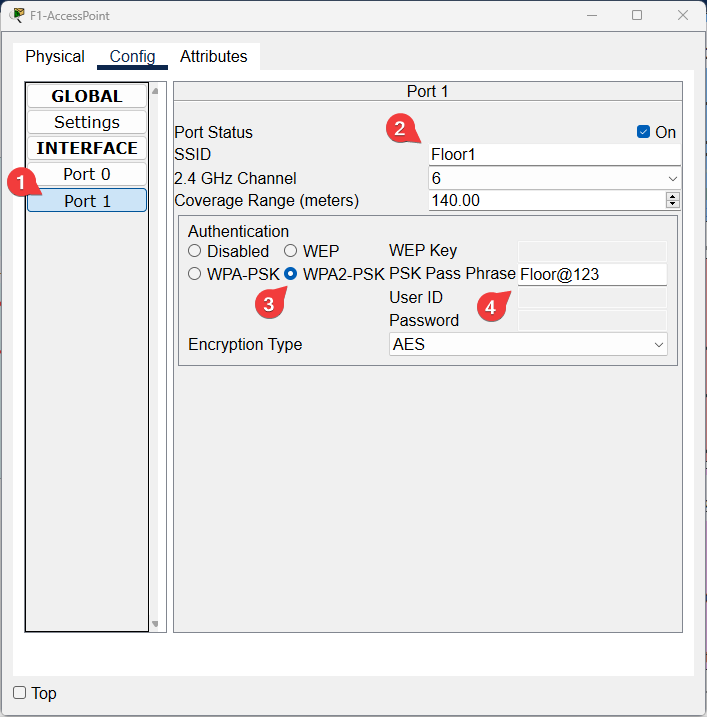 F1-AccessPoint
Physical Config Attributes
GLOBAL
Settings
INTERFACE
Port 0
Port 1
1
Port 1
Port Status On
2
SSID Floor1
2.4 GHz Channel 6
Coverage Range (meters) 140.00
Authentication
Disabled WEP WEP Key
WPA-PSK WPA2-PSK PSK Pass Phrase Floor@123
3
4
User ID
Password
Encryption Type AES
Top